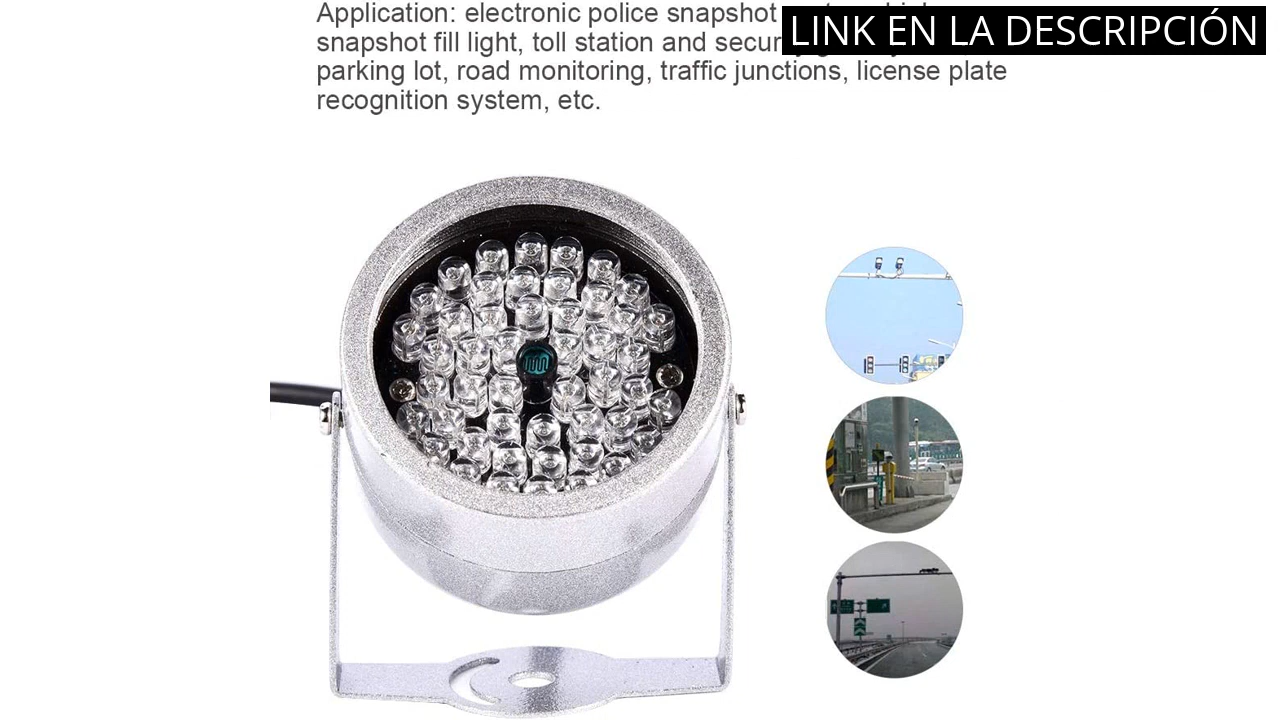 Application: electronic police snapshot
LINK EN LA DESCRIPCIÓN
snapshot fill light, toll station and
parking lot, road monitoring, traffic junctions, license plate
recognition system, etc.